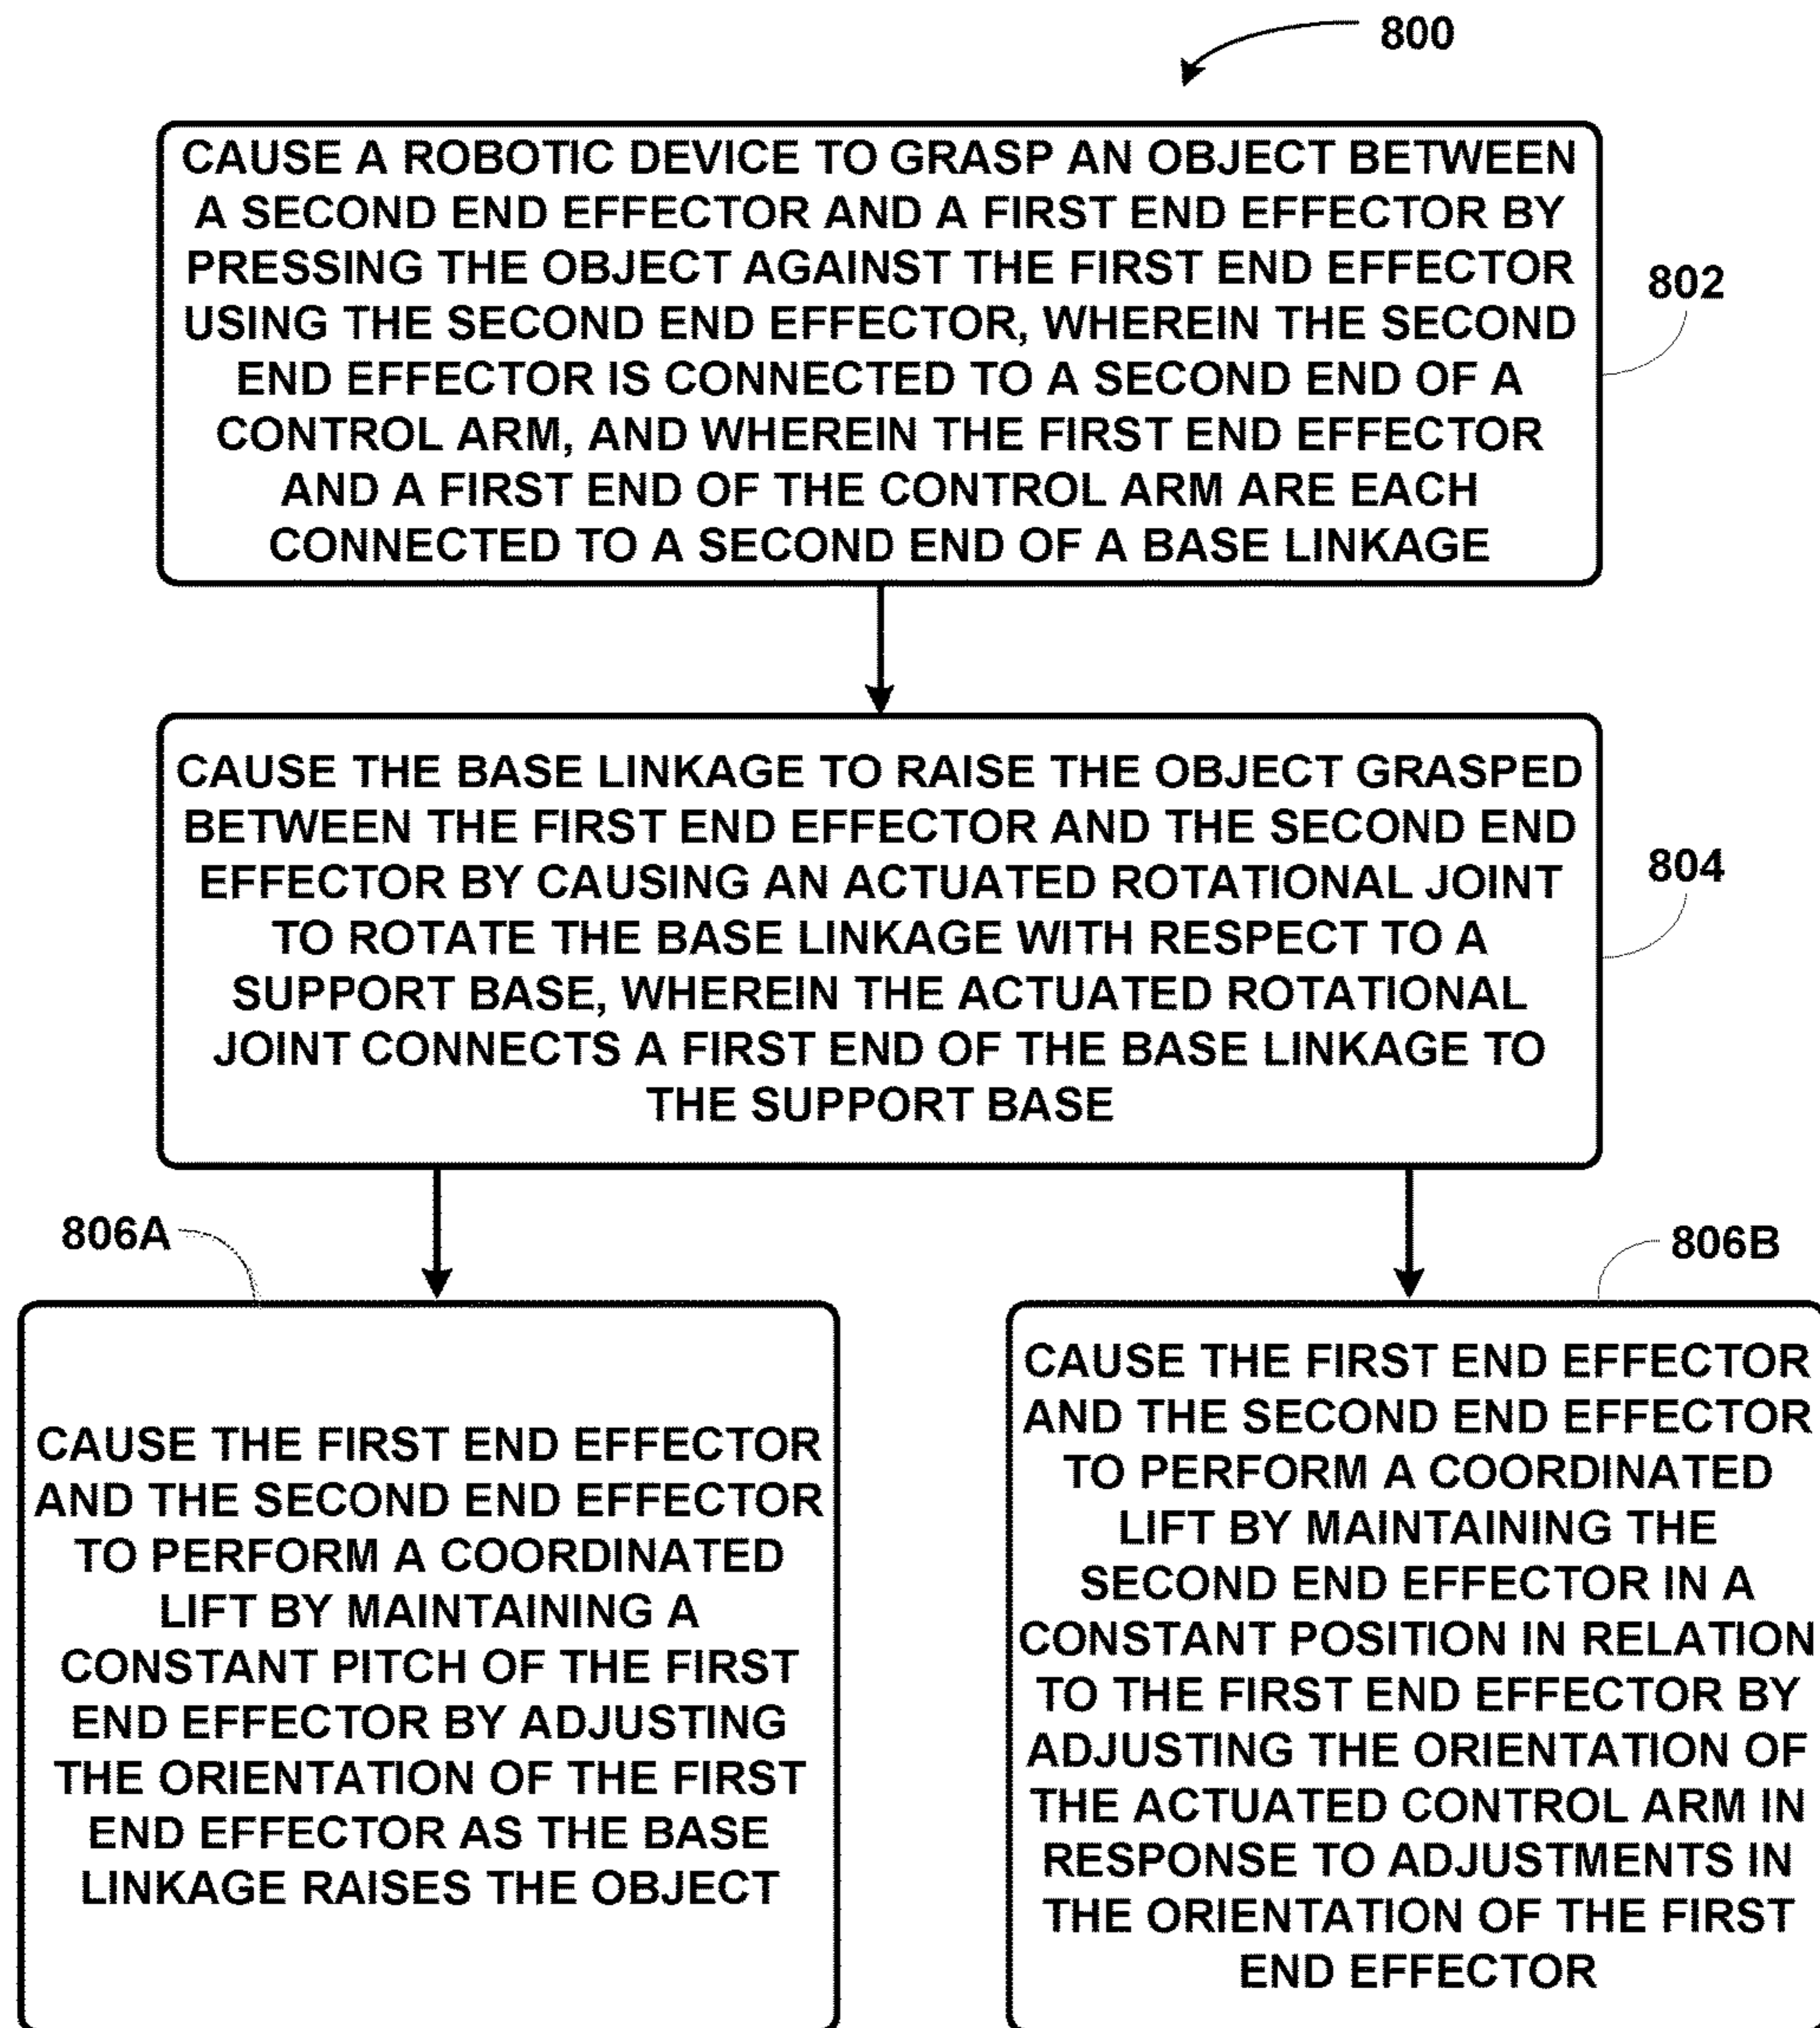 800
CAUSE A ROBOTIC DEVICE TO GRASP AN OBJECT BETWEEN
A SECOND END EFFECTOR AND A FIRST END EFFECTOR BY
PRESSING THE OBJECT AGAINST THE FIRST END EFFECTOR
USING THE SECOND END EFFECTOR, WHEREIN THE SECOND
END EFFECTOR IS CONNECTED TO A SECOND END OF A
CONTROL ARM, AND WHEREIN THE FIRST END EFFECTOR
AND A FIRST END OF THE CONTROL ARM ARE EACH
CONNECTED TO A SECOND END OF A BASE LINKAGE
802
CAUSE THE BASE LINKAGE TO RAISE THE OBJECT GRASPED
BETWEEN THE FIRST END EFFECTOR AND THE SECOND END
EFFECTOR BY CAUSING AN ACTUATED ROTATIONAL JOINT
TO ROTATE THE BASE LINKAGE WITH RESPECT TO A
SUPPORT BASE, WHEREIN THE ACTUATED ROTATIONAL
JOINT CONNECTS A FIRST END OF THE BASE LINKAGE TO
THE SUPPORT BASE
804
806A
CAUSE THE FIRST END EFFECTOR
AND THE SECOND END EFFECTOR
TO PERFORM A COORDINATED
LIFT BY MAINTAINING A
CONSTANT PITCH OF THE FIRST
END EFFECTOR BY ADJUSTING
THE ORIENTATION OF THE FIRST
END EFFECTOR AS THE BASE
LINKAGE RAISES THE OBJECT
806B
CAUSE THE FIRST END EFFECTOR
AND THE SECOND END EFFECTOR
TO PERFORM A COORDINATED
LIFT BY MAINTAINING THE
SECOND END EFFECTOR IN A
CONSTANT POSITION IN RELATION
TO THE FIRST END EFFECTOR BY
ADJUSTING THE ORIENTATION OF
THE ACTUATED CONTROL ARM IN
RESPONSE TO ADJUSTMENTS IN
THE ORIENTATION OF THE FIRST
END EFFECTOR